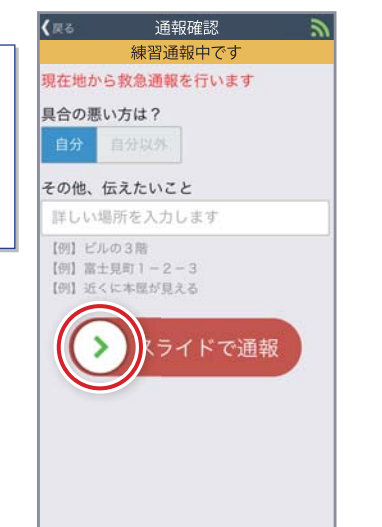 戻る
通報確認
練習通報中です
現在地から救急通報を行います
具合の悪い方は？
自分 自分以外
その他、伝えたいこと
詳しい場所を入力します
【例】ビルの３階
【例】富士見町１－２－３
【例】近くに本屋が見える
スライドで通報